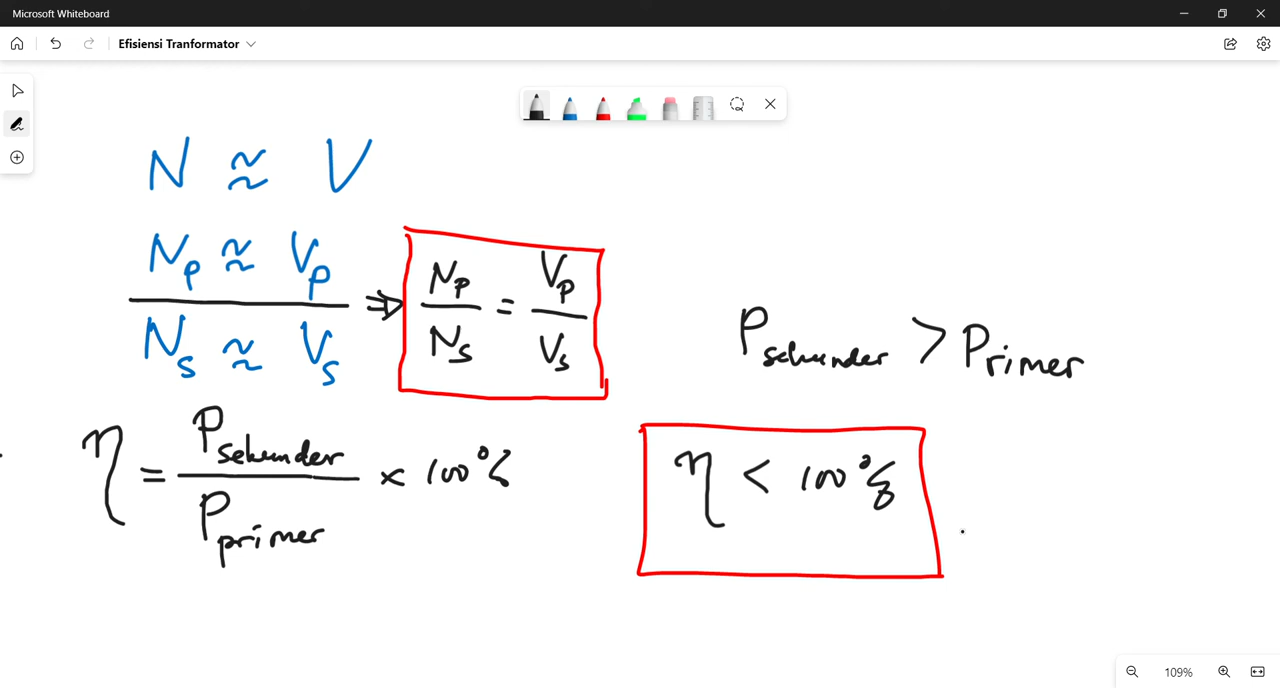 Microsoft Whiteboard
Efisiensi Tranformator
N ≈ V
Np ≈ Vp
Ns ≈ Vs
⇒ Np/Ns = Vp/Vs
Psekunder > Primer
η = Psekunder/Pprimer × 100%
η < 100%
109%